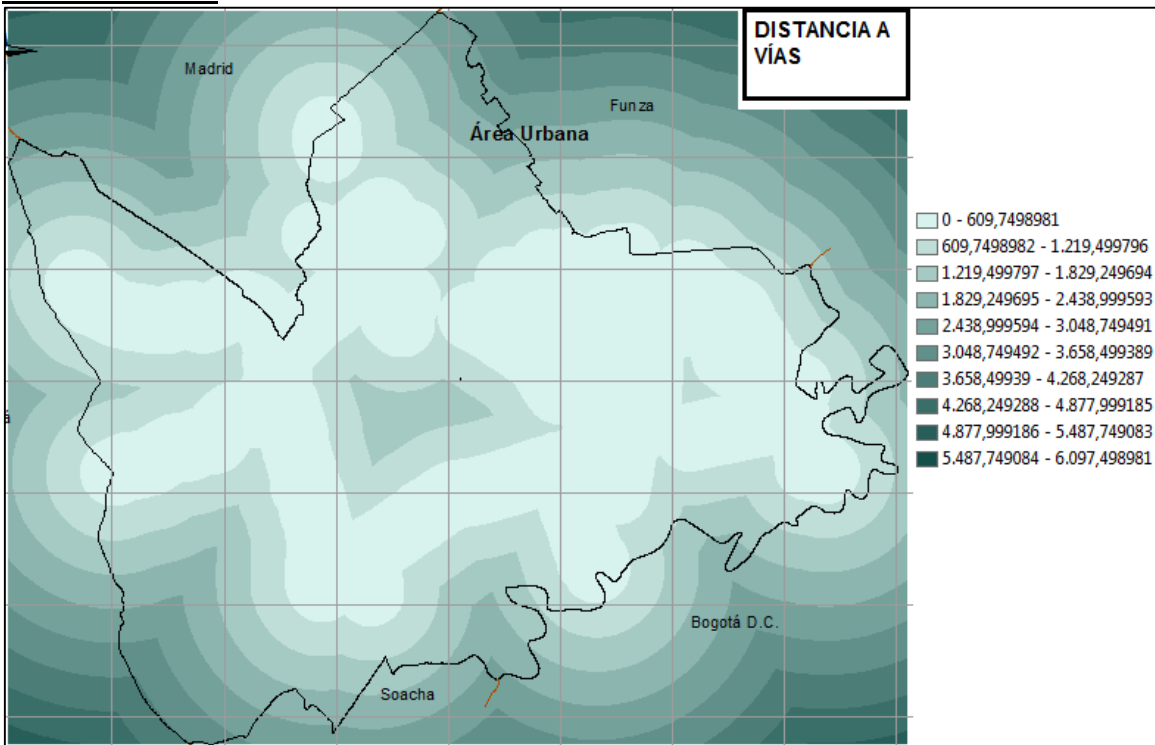 DISTANCIA A
VÍAS
Madrid
Funza
Área Urbana
á
Bogotá D.C.
Soacha
0 - 609,7498981
609,7498982 - 1.219,499796
1.219,499797 - 1.829,249694
1.829,249695 - 2.438,999593
2.438,999594 - 3.048,749491
3.048,749492 - 3.658,499389
3.658,49939 - 4.268,249287
4.268,249288 - 4.877,999185
4.877,999186 - 5.487,749083
5.487,749084 - 6.097,498981